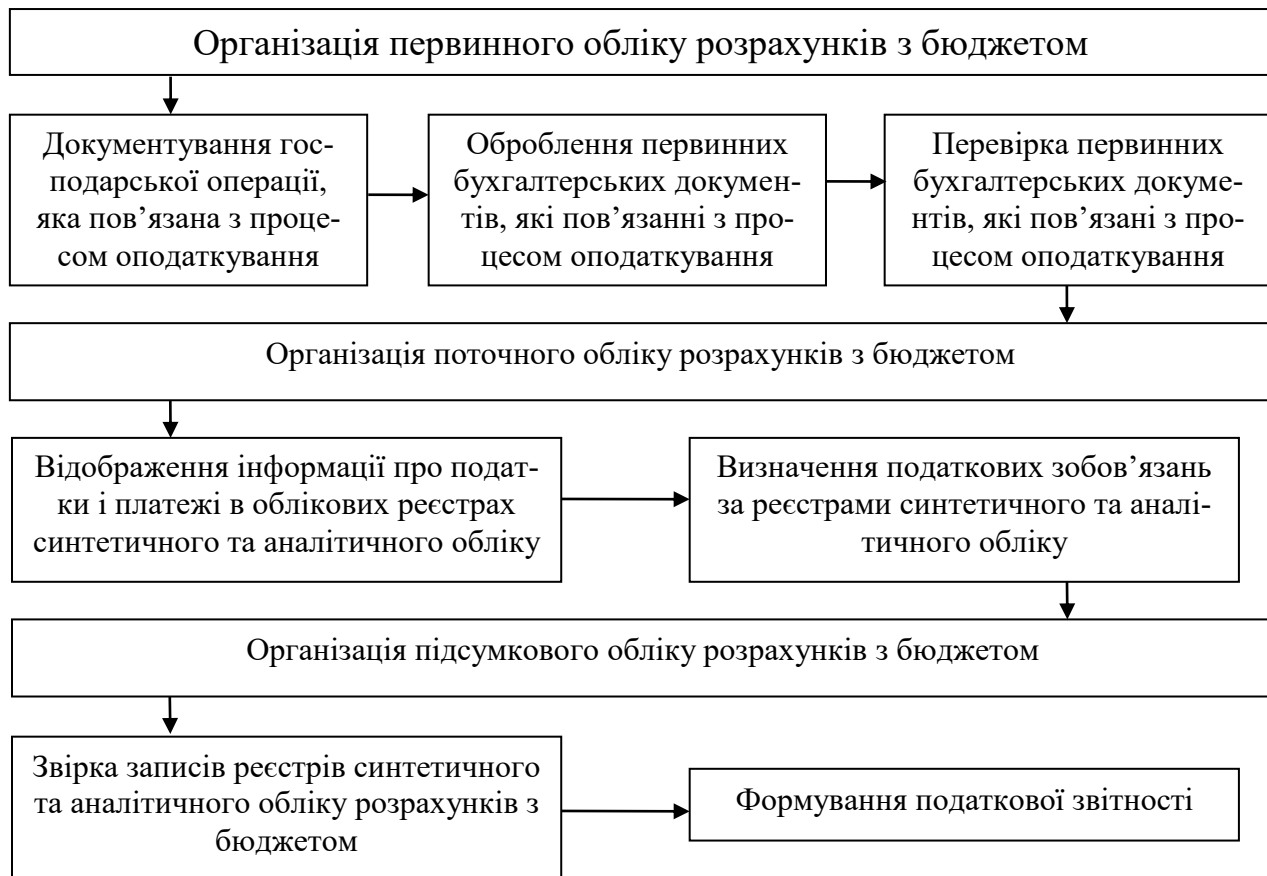 Організація первинного обліку розрахунків з бюджетом
Документування гос-
подарської операції,
яка пов’язана з проце-
сом оподаткування
Оброблення первинних
бухгалтерських докумен-
тів, які пов’язанні з про-
цесом оподаткування
Перевірка первинних
бухгалтерських докуме-
нтів, які пов’язані з про-
цесом оподаткування
Організація поточного обліку розрахунків з бюджетом
Відображення інформації про подат-
ки і платежі в облікових реєстрах
синтетичного та аналітичного обліку
Визначення податкових зобов’язань
за реєстрами синтетичного та аналі-
тичного обліку
Організація підсумкового обліку розрахунків з бюджетом
Звірка записів реєстрів синтетичного
та аналітичного обліку розрахунків з
бюджетом
Формування податкової звітності